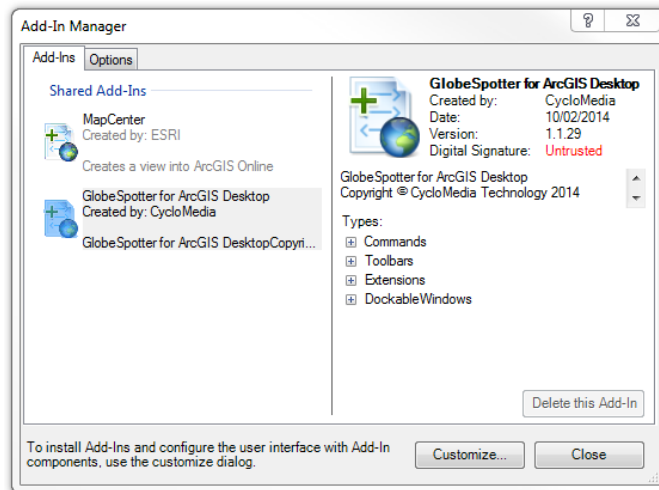 Add-In Manager
Add-Ins
Options
Shared Add-Ins
MapCenter
Created by: ESRI
Creates a view into ArcGIS Online
GlobeSpotter for ArcGIS Desktop
Created by: CycloMedia
GlobeSpotter for ArcGIS DesktopCopyri...
GlobeSpotter for ArcGIS Desktop
Created by: CycloMedia
Date: 10/02/2014
Version: 1.1.29
Digital Signature: Untrusted
GlobeSpotter for ArcGIS Desktop
Copyright © CycloMedia Technology 2014
Types:
Commands
Toolbars
Extensions
DockableWindows
Delete this Add-In
To install Add-Ins and configure the user interface with Add-In
components, use the customize dialog.
Customize...
Close